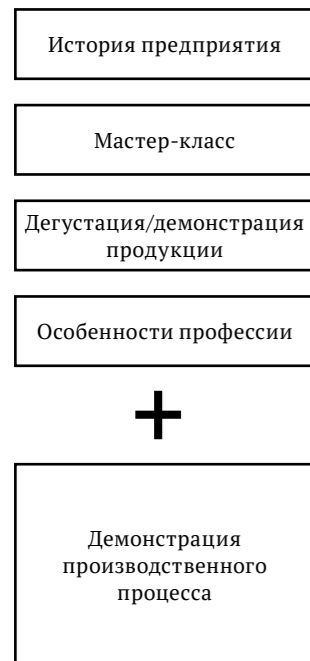 История предприятия
Мастер-класс
Дегустация/демонстрация
продукции
Особенности профессии
+
Демонстрация
производственного
процесса